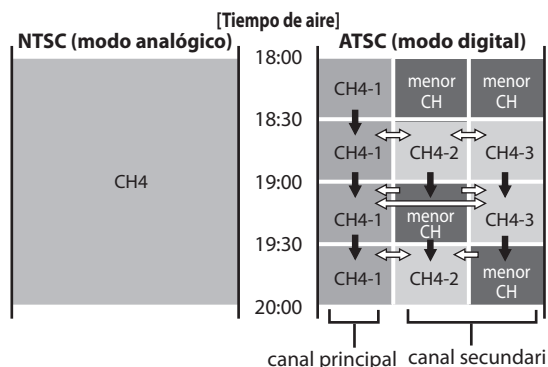 [Tiempo de aire]
NTSC (modo analógico)
ATSC (modo digital)
18:00
CH4-1
menor
CH
menor
CH
18:30
CH4-1
CH4-2
CH4-3
CH4
19:00
CH4-1
menor
CH
CH4-3
19:30
CH4-1
CH4-2
menor
CH
20:00
canal principal
canal secundari